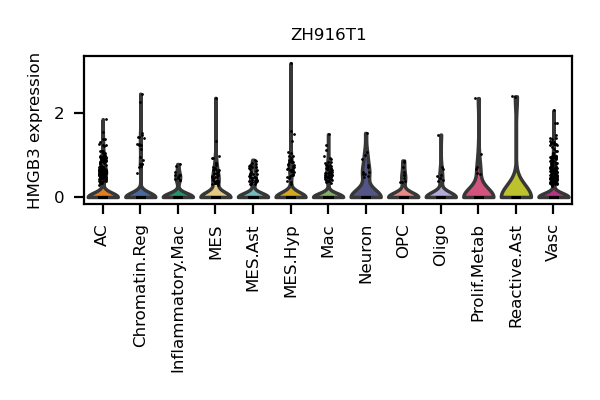 ZH916T1
HMGB3 expression
2
0
AC
Chromatin.Reg
Inflammatory.Mac
MES
MES.Ast
MES.Hyp
Mac
Neuron
OPC
Oligo
Prolif.Metab
Reactive.Ast
Vasc